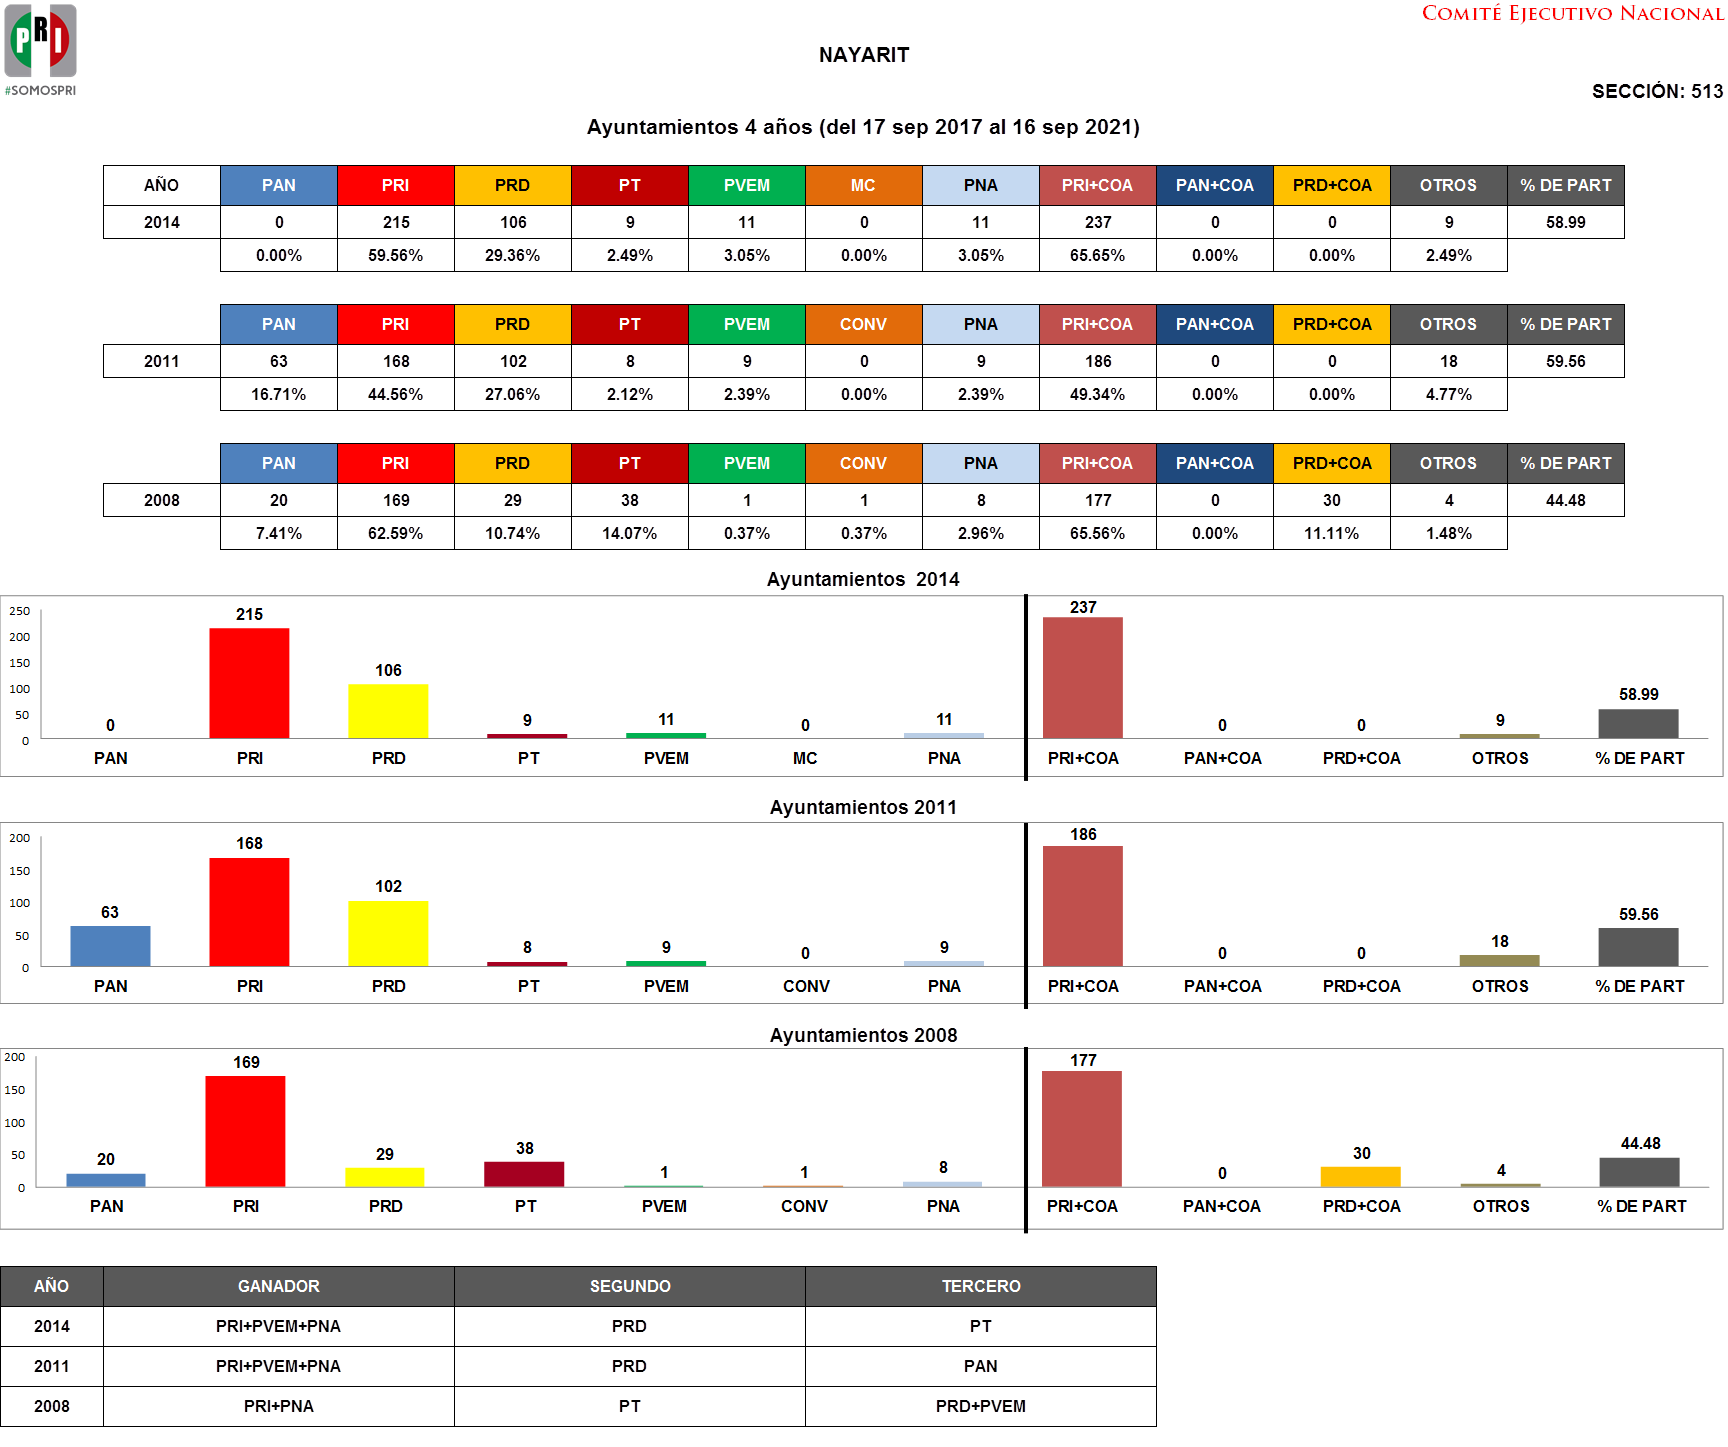 PRI
#SOMOSPRI
COMITÉ EJECUTIVO NACIONAL
NAYARIT
SECCIÓN: 513
Ayuntamientos 4 años (del 17 sep 2017 al 16 sep 2021)
AÑO PAN PRI PRD PT PVEM MC PNA PRI+COA PAN+COA PRD+COA OTROS % DE PART
2014 0 215 106 9 11 0 11 237 0 0 9 58.99
0.00% 59.56% 29.36% 2.49% 3.05% 0.00% 3.05% 65.65% 0.00% 0.00% 2.49%
PAN PRI PRD PT PVEM CONV PNA PRI+COA PAN+COA PRD+COA OTROS % DE PART
2011 63 168 102 8 9 0 9 186 0 0 18 59.56
16.71% 44.56% 27.06% 2.12% 2.39% 0.00% 2.39% 49.34% 0.00% 0.00% 4.77%
PAN PRI PRD PT PVEM CONV PNA PRI+COA PAN+COA PRD+COA OTROS % DE PART
2008 20 169 29 38 1 1 8 177 0 30 4 44.48
7.41% 62.59% 10.74% 14.07% 0.37% 0.37% 2.96% 65.56% 0.00% 11.11% 1.48%
Ayuntamientos 2014
250
200
150
100
50
0
0 215 106 9 11 0 11 237 0 0 9 58.99
PAN PRI PRD PT PVEM MC PNA PRI+COA PAN+COA PRD+COA OTROS % DE PART
Ayuntamientos 2011
200
150
100
50
0
63 168 102 8 9 0 9 186 0 0 18 59.56
PAN PRI PRD PT PVEM CONV PNA PRI+COA PAN+COA PRD+COA OTROS % DE PART
Ayuntamientos 2008
200
150
100
50
0
20 169 29 38 1 1 8 177 0 30 4 44.48
PAN PRI PRD PT PVEM CONV PNA PRI+COA PAN+COA PRD+COA OTROS % DE PART
AÑO GANADOR SEGUNDO TERCERO
2014 PRI+PVEM+PNA PRD PT
2011 PRI+PVEM+PNA PRD PAN
2008 PRI+PNA PT PRD+PVEM